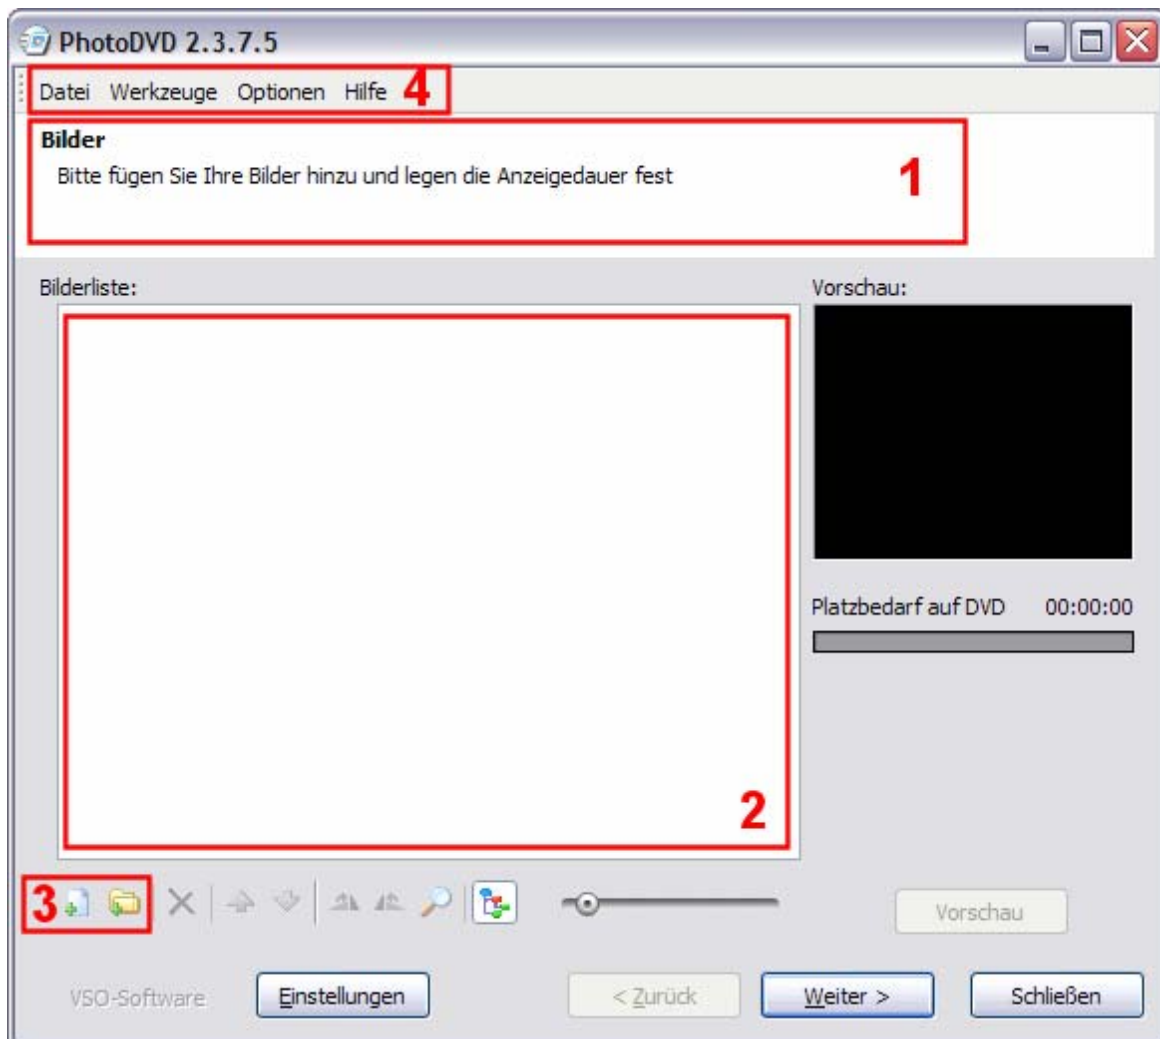 PhotoDVD 2.3.7.5
Datei Werkzeuge Optionen Hilfe 4
Bilder
Bitte fügen Sie Ihre Bilder hinzu und legen die Anzeigedauer fest
1
Bilderliste:
Vorschau:
2
Platzbedarf auf DVD 00:00:00
3
Vorschau
VSO-Software Einstellungen < Zurück Weiter > Schließen